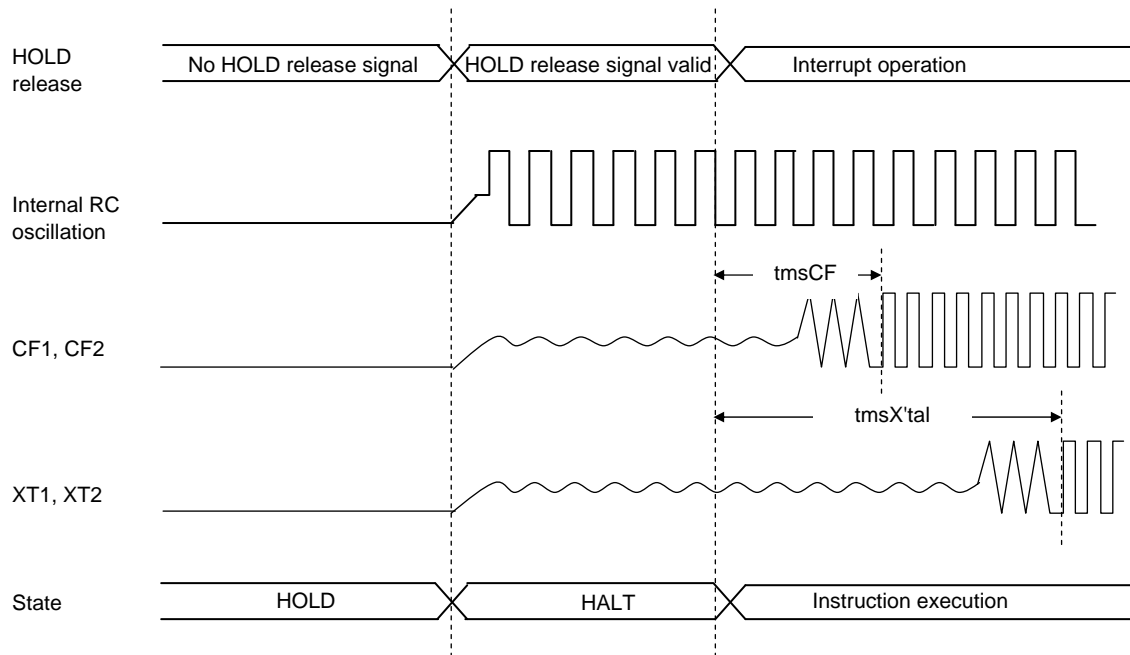 HOLD
release
No HOLD release signal
HOLD release signal valid
Interrupt operation
Internal RC
oscillation
tmsCF
CF1, CF2
tmsX'tal
XT1, XT2
State
HOLD
HALT
Instruction execution